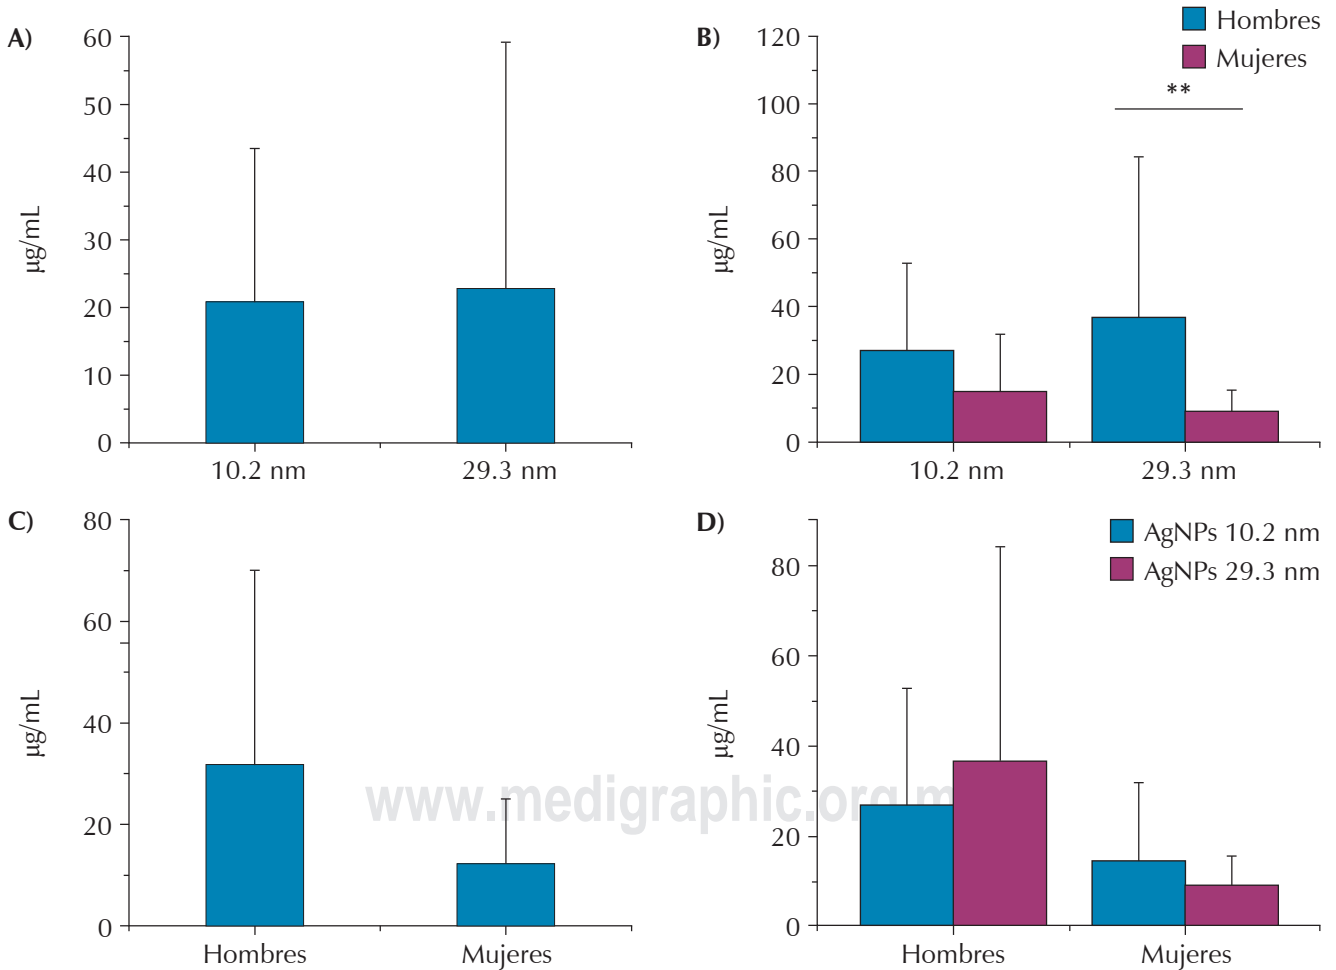 A)
60
50
40
30
20
10
0
µg/mL
10.2 nm
29.3 nm
B)
Hombres
Mujeres
**
120
100
80
60
40
20
0
µg/mL
10.2 nm
29.3 nm
C)
80
60
40
20
0
µg/mL
Hombres
Mujeres
D)
AgNPs 10.2 nm
AgNPs 29.3 nm
80
60
40
20
0
µg/mL
Hombres
Mujeres
www.medigraphic.org.m